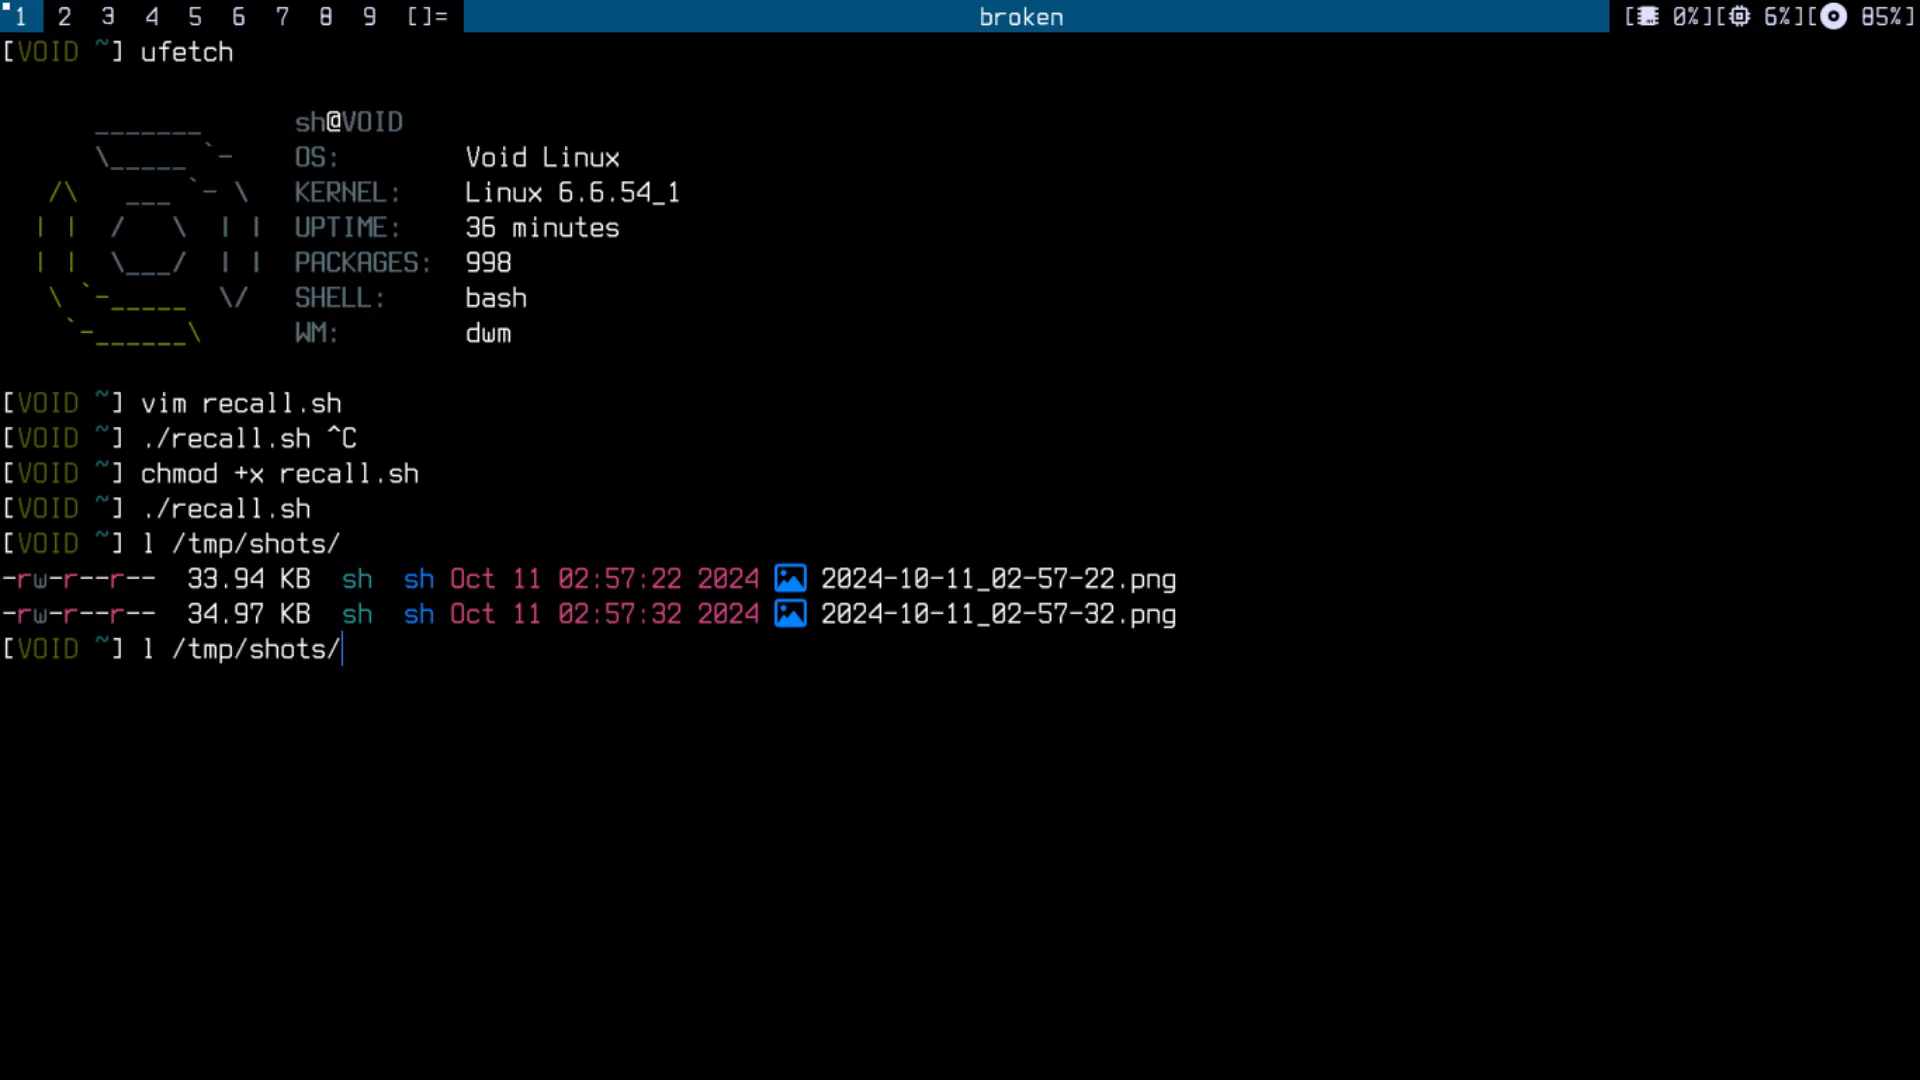 1 2 3 4 5 6 7 8 9 []= broken [ 0%][ 6%][ 85%]
[VOID ~] ufetch
sh@VOID
OS: Void Linux
KERNEL: Linux 6.6.54_1
UPTIME: 36 minutes
PACKAGES: 998
SHELL: bash
WM: dwm
[VOID ~] vim recall.sh
[VOID ~] ./recall.sh ^C
[VOID ~] chmod +x recall.sh
[VOID ~] ./recall.sh
[VOID ~] l /tmp/shots/
-rw-r--r-- 33.94 KB sh sh Oct 11 02:57:22 2024 2024-10-11_02-57-22.png
-rw-r--r-- 34.97 KB sh sh Oct 11 02:57:32 2024 2024-10-11_02-57-32.png
[VOID ~] l /tmp/shots/